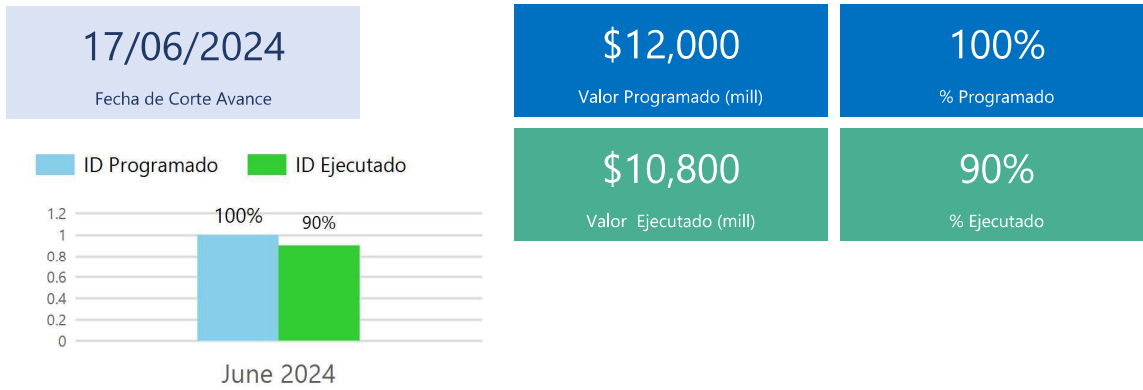 17/06/2024
Fecha de Corte Avance
$12,000
Valor Programado (mill)
100%
% Programado
$10,800
Valor Ejecutado (mill)
90%
% Ejecutado
ID Programado
ID Ejecutado
1.2
1
0.8
0.6
0.4
0.2
0
100%
90%
June 2024